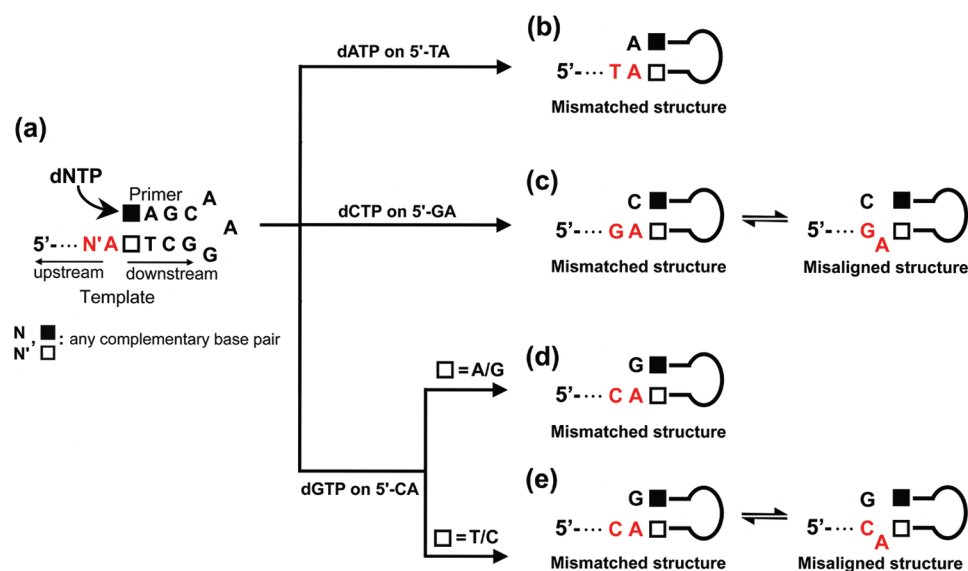 (a)
dNTP
Primer
A G C A
A
G
5'-···· N' A T C G
upstream downstream
Template
N , : any complementary base pair
N'
dATP on 5'-TA
dCTP on 5'-GA
dGTP on 5'-CA
= A/G
= T/C
(b)
A
5'-···· T A
Mismatched structure
(c)
C
5'-···· G A
Mismatched structure
C
5'-···· G
A
Misaligned structure
(d)
G
5'-···· C A
Mismatched structure
(e)
G
5'-···· C A
Mismatched structure
G
5'-···· C
A
Misaligned structure